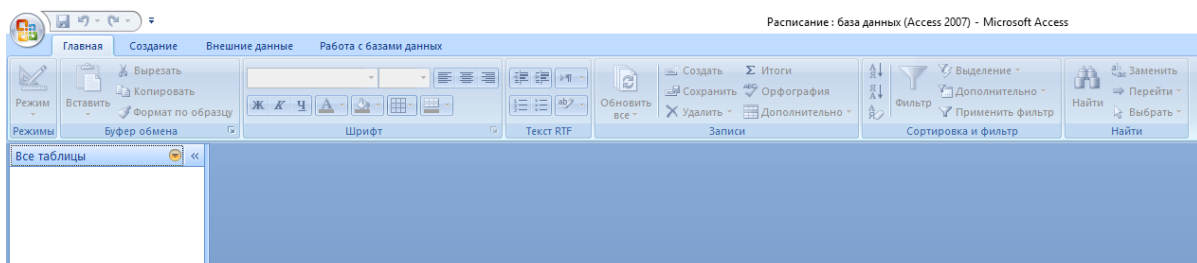 Расписание : база данных (Access 2007) - Microsoft Access
Главная Создание Внешние данные Работа с базами данных
Режим
Вставить
Вырезать
Копировать
Формат по образцу
Ж К Ч
Обновить все
Создать
Сохранить
Удалить
Итоги
Орфография
Дополнительно
Фильтр
Выделение
Дополнительно
Применить фильтр
Найти
Заменить
Перейти
Выбрать
Режимы Буфер обмена Шрифт Текст RTF Записи Сортировка и фильтр Найти
Все таблицы